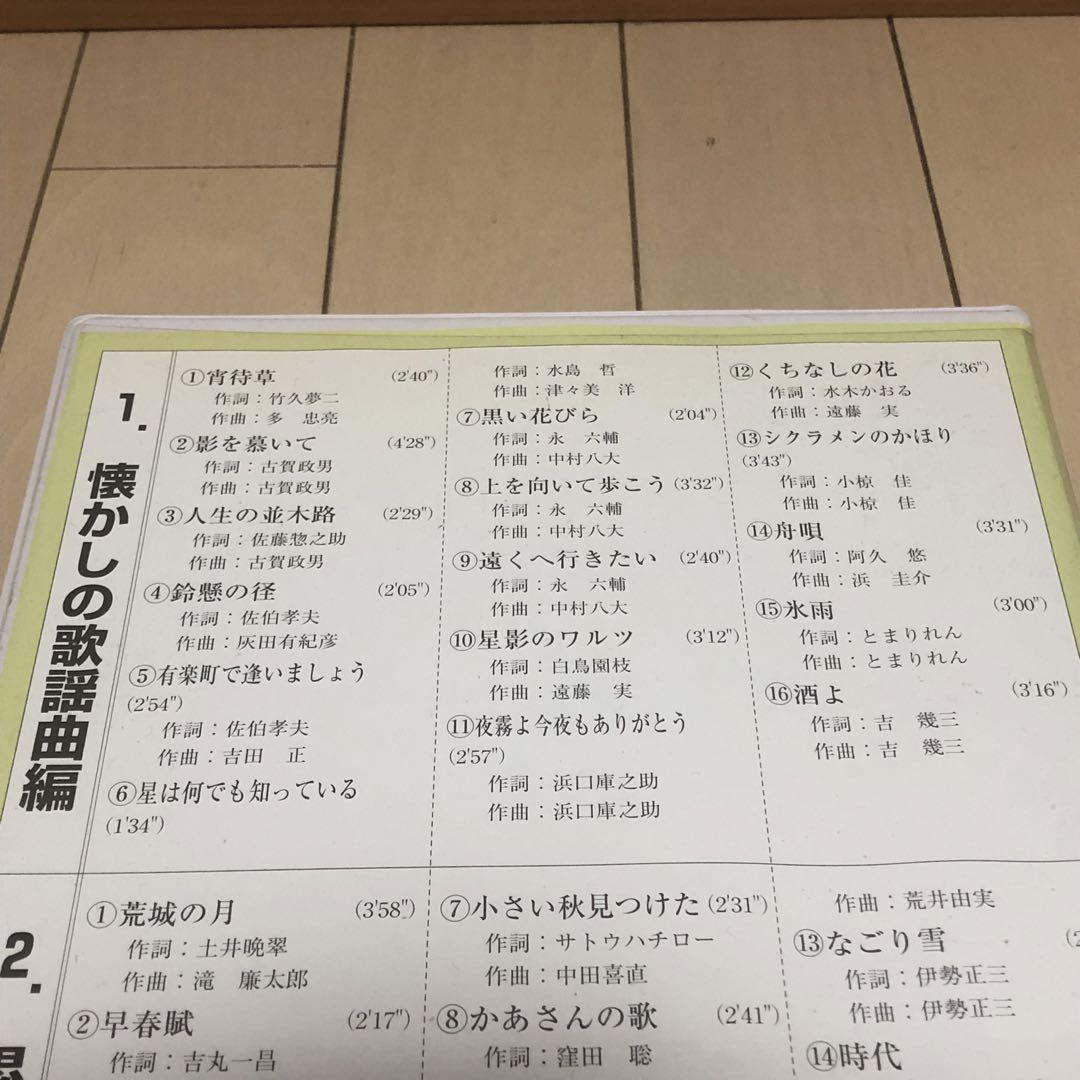 1. 懐かしの歌謡曲編
①宵待草 (2'40")
作詞：竹久夢二
作曲：多 忠亮
②影を慕いて (4'28")
作詞：古賀政男
作曲：古賀政男
③人生の並木路 (2'29")
作詞：佐藤惣之助
作曲：古賀政男
④鈴懸の径 (2'05")
作詞：佐伯孝夫
作曲：灰田有紀彦
⑤有楽町で逢いましょう
(2'54")
作詞：佐伯孝夫
作曲：吉田 正
⑥星は何でも知っている
(1'34")
作詞：水島 哲
作曲：津々美 洋
⑦黒い花びら (2'04")
作詞：永 六輔
作曲：中村八大
⑧上を向いて歩こう (3'32")
作詞：永 六輔
作曲：中村八大
⑨遠くへ行きたい (2'40")
作詞：永 六輔
作曲：中村八大
⑩星影のワルツ (3'12")
作詞：白鳥園枝
作曲：遠藤 実
⑪夜霧よ今夜もありがとう
(2'57")
作詞：浜口庫之助
作曲：浜口庫之助
⑫くちなしの花 (3'36")
作詞：水木かおる
作曲：遠藤 実
⑬シクラメンのかほり
(3'43")
作詞：小椋 佳
作曲：小椋 佳
⑭舟唄 (3'31")
作詞：阿久 悠
作曲：浜 圭介
⑮氷雨 (3'00")
作詞：とまりれん
作曲：とまりれん
⑯酒よ (3'16")
作詞：吉 幾三
作曲：吉 幾三
2.
①荒城の月 (3'58")
作詞：土井晩翠
作曲：滝 廉太郎
②早春賦 (2'17")
作詞：吉丸一昌
⑦小さい秋見つけた (2'31")
作詞：サトウハチロー
作曲：中田喜直
⑧かあさんの歌 (2'41")
作詞：窪田 聡
作曲：荒井由実
⑬なごり雪
作詞：伊勢正三
作曲：伊勢正三
⑭時代